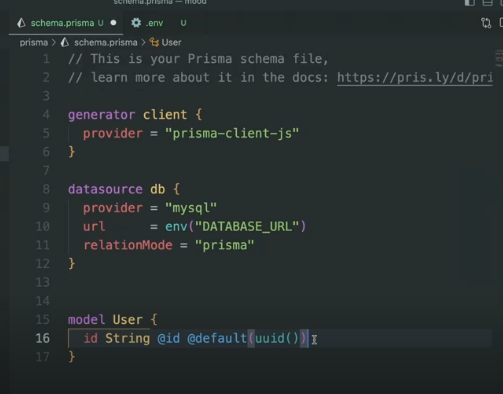 schema.prisma — mood
schema.prisma U ● .env U
prisma > schema.prisma > User
1 // This is your Prisma schema file,
2 // learn more about it in the docs: https://pris.ly/d/pri
3
4 generator client {
5 provider = "prisma-client-js"
6 }
7
8 datasource db {
9 provider = "mysql"
10 url = env("DATABASE_URL")
11 relationMode = "prisma"
12 }
13
14
15 model User {
16 id String @id @default(uuid())
17 }